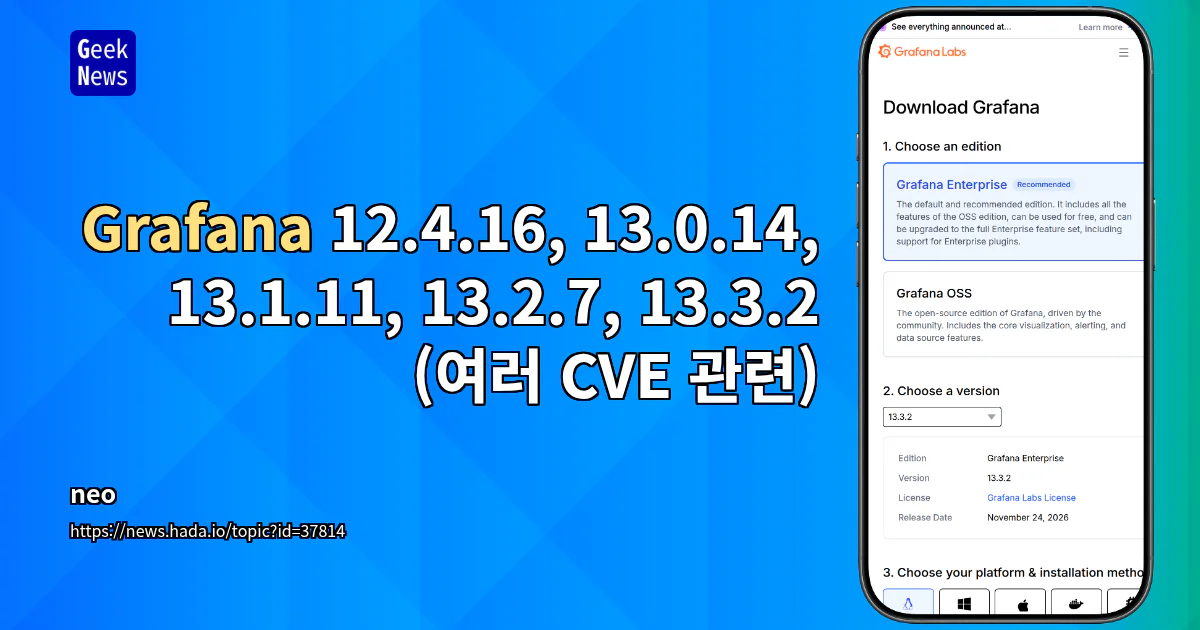 Geek
News
Grafana 12.4.16, 13.0.14,
13.1.11, 13.2.7, 13.3.2
(여러 CVE 관련)
neo
https://news.hada.io/topic?id=37814
See everything announced at...
Learn more
Grafana Labs
Download Grafana
1. Choose an edition
Grafana Enterprise Recommended
The default and recommended edition. It includes all the
features of the OSS edition, can be used for free, and can
be upgraded to the full Enterprise feature set, including
support for Enterprise plugins.
Grafana OSS
The open-source edition of Grafana, driven by the
community. Includes the core visualization, alerting, and
data source features.
2. Choose a version
13.3.2
Edition Grafana Enterprise
Version 13.3.2
License Grafana Labs License
Release Date November 24, 2026
3. Choose your platform & installation metho